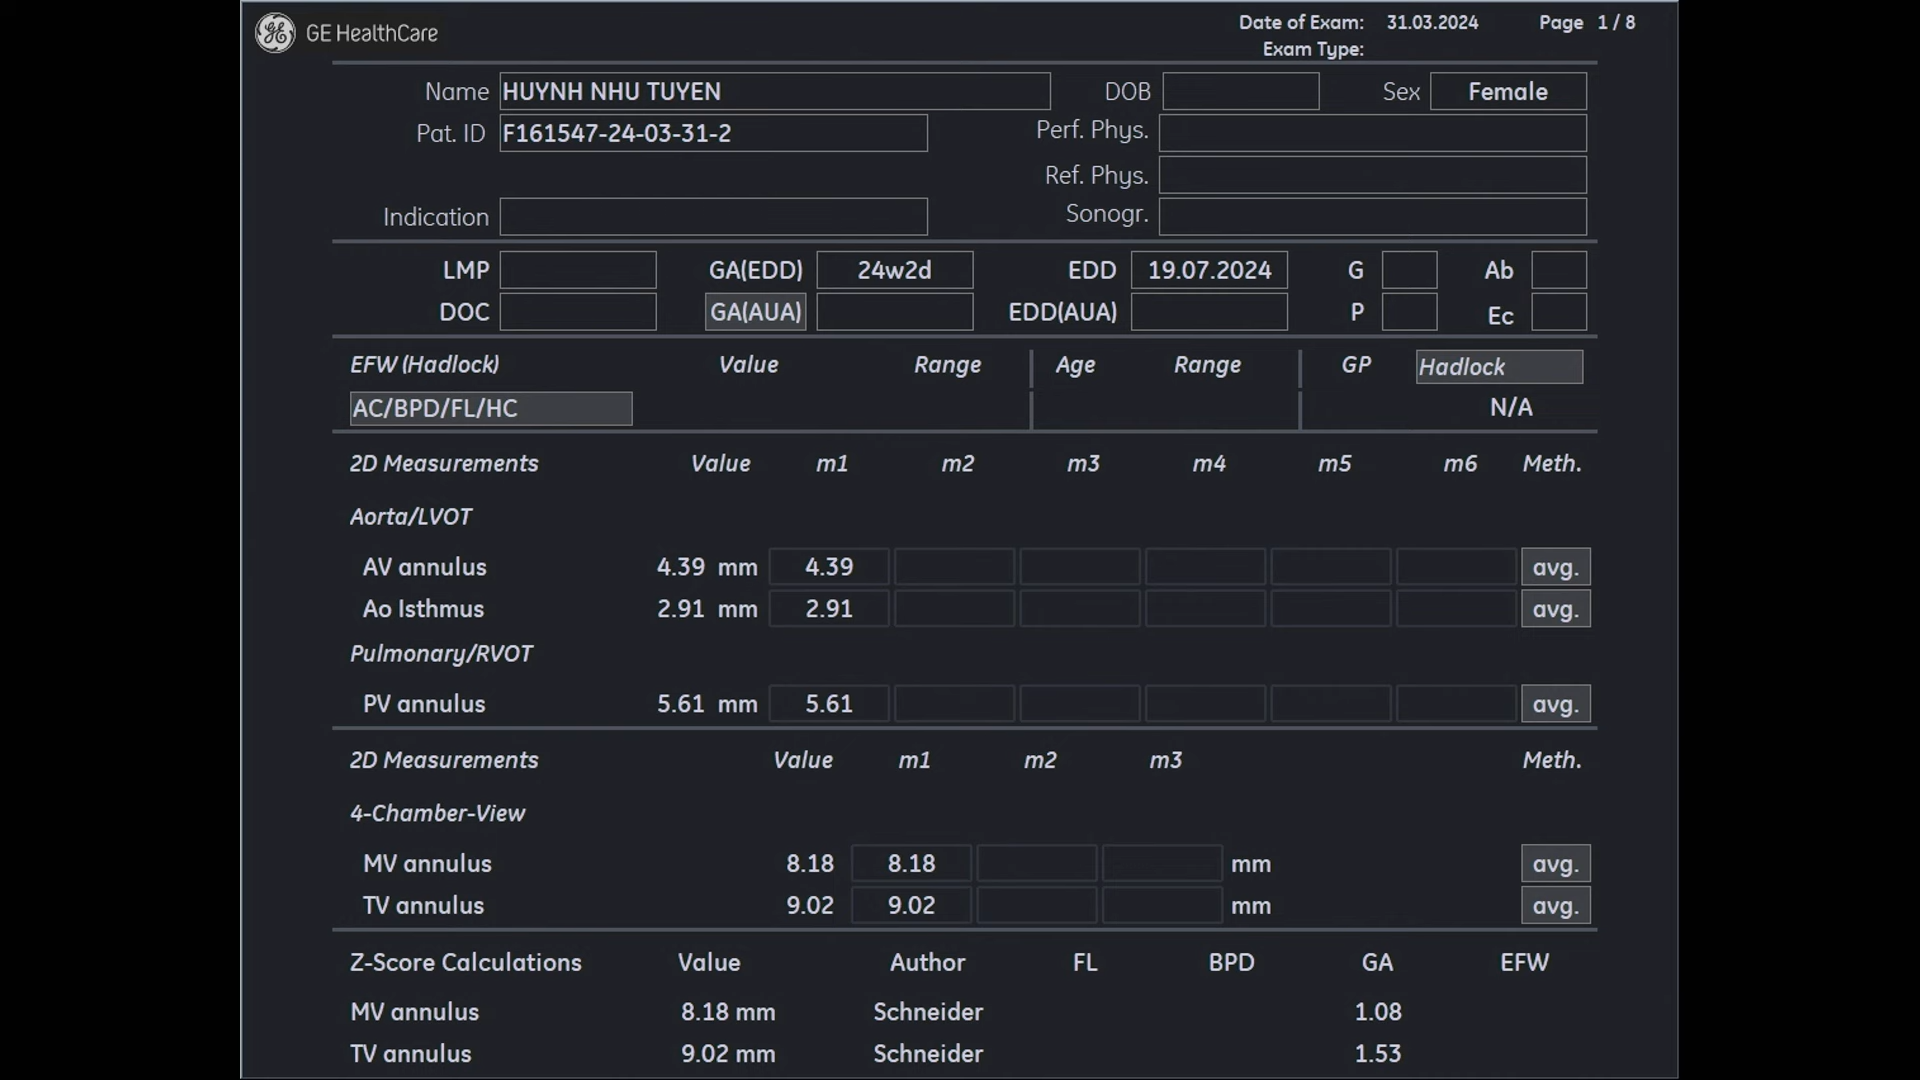 GE HealthCare
Date of Exam: 31.03.2024 Page 1 / 8
Exam Type:
Name HUYNH NHU TUYEN DOB Sex Female
Pat. ID F161547-24-03-31-2 Perf. Phys.
Ref. Phys.
Indication Sonogr.
LMP GA(EDD) 24w2d EDD 19.07.2024 G Ab
DOC GA(AUA) EDD(AUA) P Ec
EFW (Hadlock) Value Range Age Range GP Hadlock
AC/BPD/FL/HC N/A
2D Measurements Value m1 m2 m3 m4 m5 m6 Meth.
Aorta/LVOT
AV annulus 4.39 mm 4.39 avg.
Ao Isthmus 2.91 mm 2.91 avg.
Pulmonary/RVOT
PV annulus 5.61 mm 5.61 avg.
2D Measurements Value m1 m2 m3 Meth.
4-Chamber-View
MV annulus 8.18 8.18 mm avg.
TV annulus 9.02 9.02 mm avg.
Z-Score Calculations Value Author FL BPD GA EFW
MV annulus 8.18 mm Schneider 1.08
TV annulus 9.02 mm Schneider 1.53